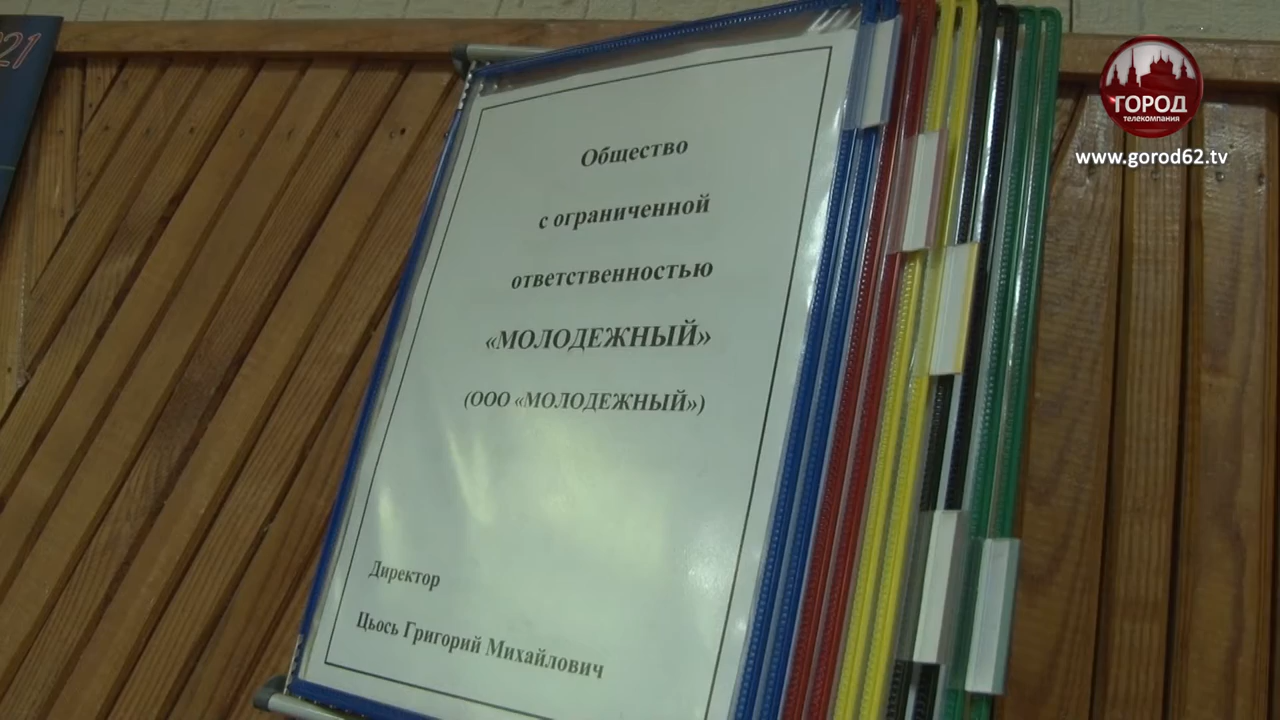 21
ГОРОД
телекомпания
www.gorod62.tv
Общество
с ограниченной
ответственностью
«МОЛОДЕЖНЫЙ»
(ООО «МОЛОДЕЖНЫЙ»)
Директор
Цьось Григорий Михайлович